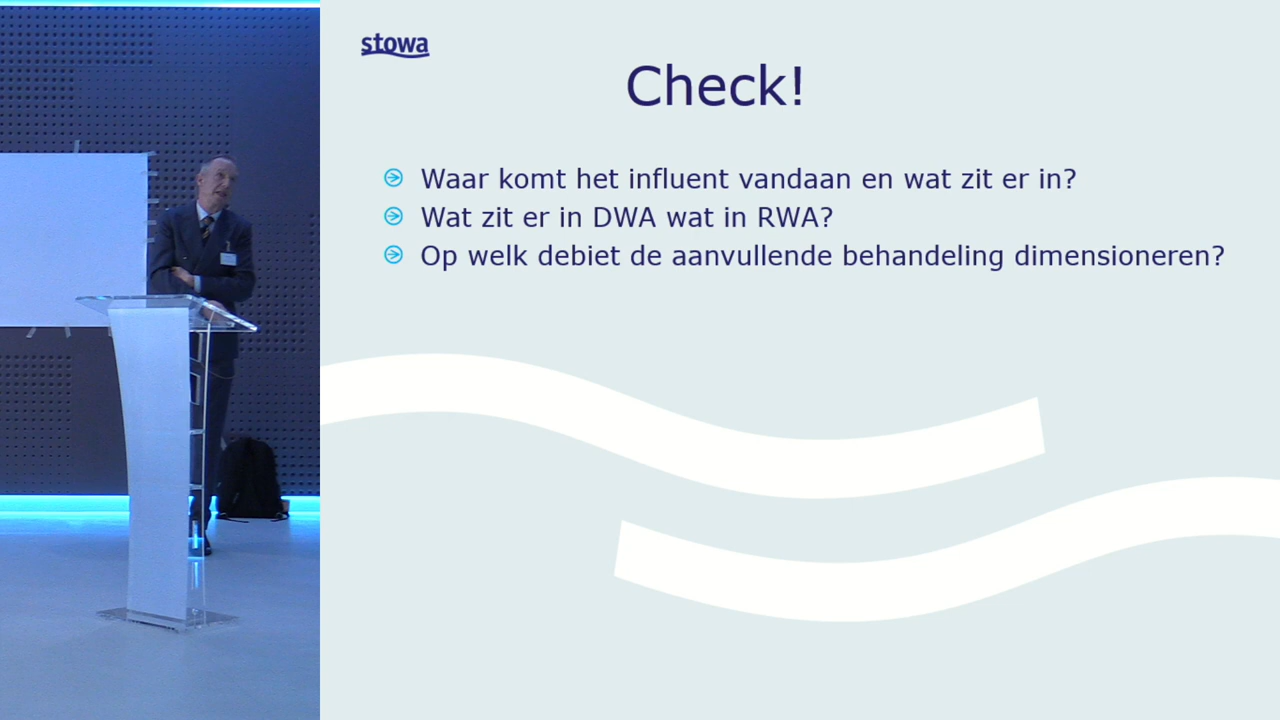 stowa
Check!
Waar komt het influent vandaan en wat zit er in?
Wat zit er in DWA wat in RWA?
Op welk debiet de aanvullende behandeling dimensioneren?